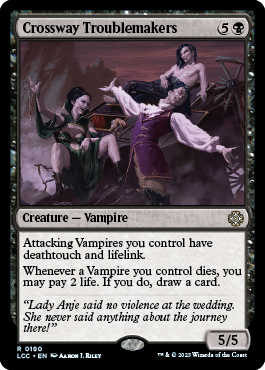 Crossway Troublemakers 5
Creature — Vampire
Attacking Vampires you control have
deathtouch and lifelink.
Whenever a Vampire you control dies, you
may pay 2 life. If you do, draw a card.
“Lady Anje said no violence at the wedding.
She never said anything about the journey
there!”
5/5
R 0190
LCC • EN Aaron J. Riley
™ & © 2023 Wizards of the Coast